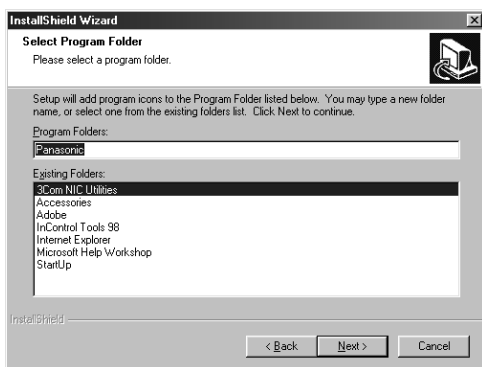 InstallShield Wizard
Select Program Folder
Please select a program folder.
Setup will add program icons to the Program Folder listed below. You may type a new folder
name, or select one from the existing folders list. Click Next to continue.
Program Folders:
Panasonic
Existing Folders:
3Com NIC Utilities
Accessories
Adobe
InControl Tools 98
Internet Explorer
Microsoft Help Workshop
StartUp
InstallShield
< Back
Next >
Cancel